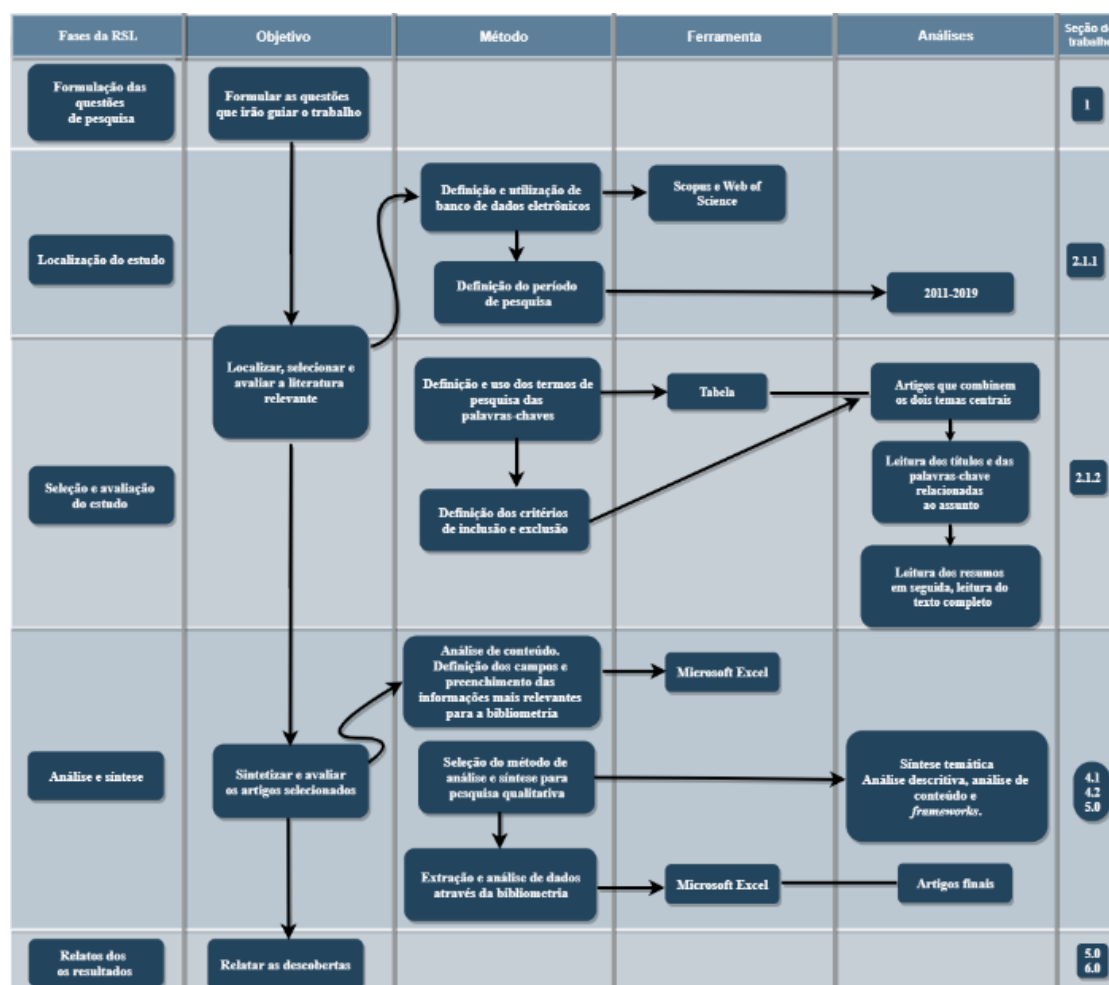 Fases da RSL
Objetivo
Método
Ferramenta
Análises
Seção d
trabalh
Formulação das
questões
de pesquisa
Formular as questões
que irão guiar o trabalho
1
Localização do estudo
Definição e utilização de
banco de dados eletrônicos
Scopus e Web of
Science
Definição do período
de pesquisa
2011-2019
2.1.1
Localizar, selecionar e
avaliar a literatura
relevante
Seleção e avaliação
do estudo
Definição e uso dos termos de
pesquisa das
palavras-chaves
Tabela
Artigos que combinem
os dois temas centrais
Definição dos critérios
de inclusão e exclusão
Leitura dos títulos e das
palavras-chave
relacionadas
ao assunto
Leitura dos resumos
em seguida, leitura do
texto completo
2.1.2
Análise e síntese
Sintetizar e avaliar
os artigos selecionados
Análise de conteúdo.
Definição dos campos e
preenchimento das
informações mais relevantes
para a bibliometria
Microsoft Excel
Seleção do método de
análise e síntese para
pesquisa qualitativa
Síntese temática
Análise descritiva, análise de
conteúdo e
frameworks.
Extração e análise de dados
através da bibliometria
Microsoft Excel
Artigos finais
4.1
4.2
5.0
Relatos dos
os resultados
Relatar as descobertas
5.0
6.0